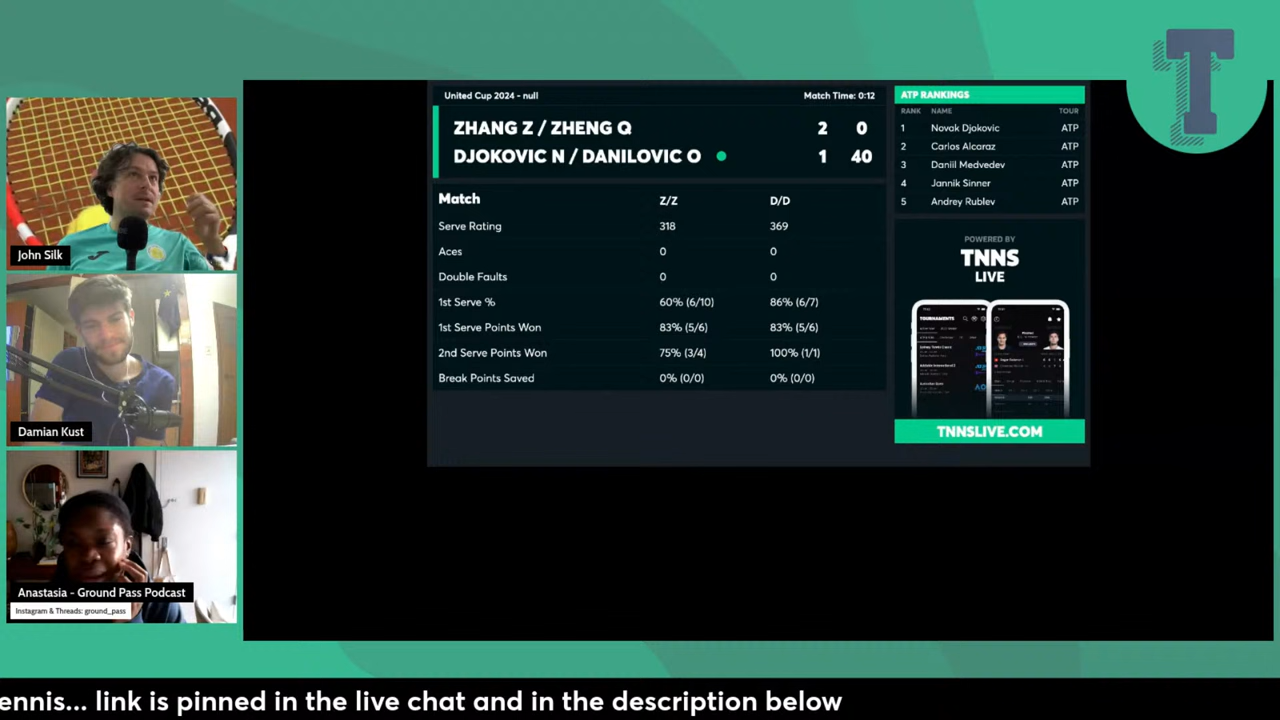 T
John Silk
Damian Kust
Anastasia - Ground Pass Podcast
Instagram & Threads: ground_pass
United Cup 2024 - null
Match Time: 0:12
ZHANG Z / ZHENG Q 2 0
DJOKOVIC N / DANILOVIC O 1 40
Match Z/Z D/D
Serve Rating 318 369
Aces 0 0
Double Faults 0 0
1st Serve % 60% (6/10) 86% (6/7)
1st Serve Points Won 83% (5/6) 83% (5/6)
2nd Serve Points Won 75% (3/4) 100% (1/1)
Break Points Saved 0% (0/0) 0% (0/0)
ATP RANKINGS
RANK NAME TOUR
1 Novak Djokovic ATP
2 Carlos Alcaraz ATP
3 Daniil Medvedev ATP
4 Jannik Sinner ATP
5 Andrey Rublev ATP
POWERED BY
TNNS
LIVE
TOURNAMENTS
TNNSLIVE.COM
ennis... link is pinned in the live chat and in the description below